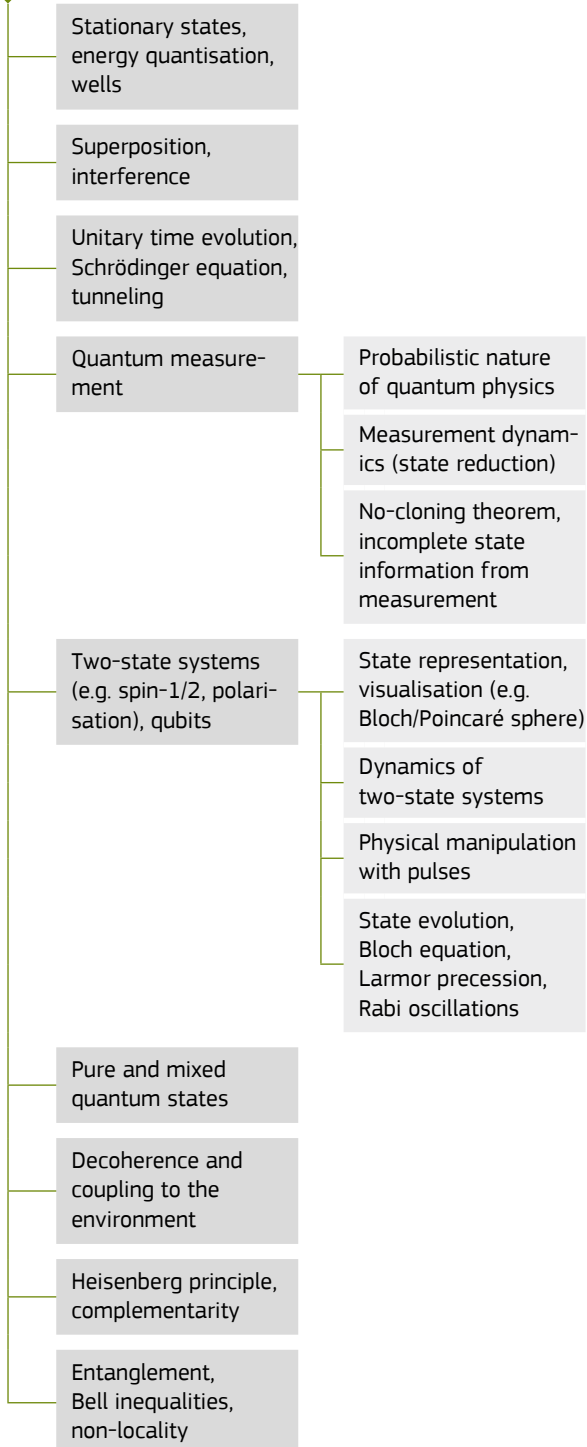 Stationary states,
energy quantisation,
wells
Superposition,
interference
Unitary time evolution,
Schrödinger equation,
tunneling
Quantum measure-
ment
Probabilistic nature
of quantum physics
Measurement dynam-
ics (state reduction)
No-cloning theorem,
incomplete state
information from
measurement
Two-state systems
(e.g. spin-1/2, polari-
sation), qubits
State representation,
visualisation (e.g.
Bloch/Poincaré sphere)
Dynamics of
two-state systems
Physical manipulation
with pulses
State evolution,
Bloch equation,
Larmor precession,
Rabi oscillations
Pure and mixed
quantum states
Decoherence and
coupling to the
environment
Heisenberg principle,
complementarity
Entanglement,
Bell inequalities,
non-locality